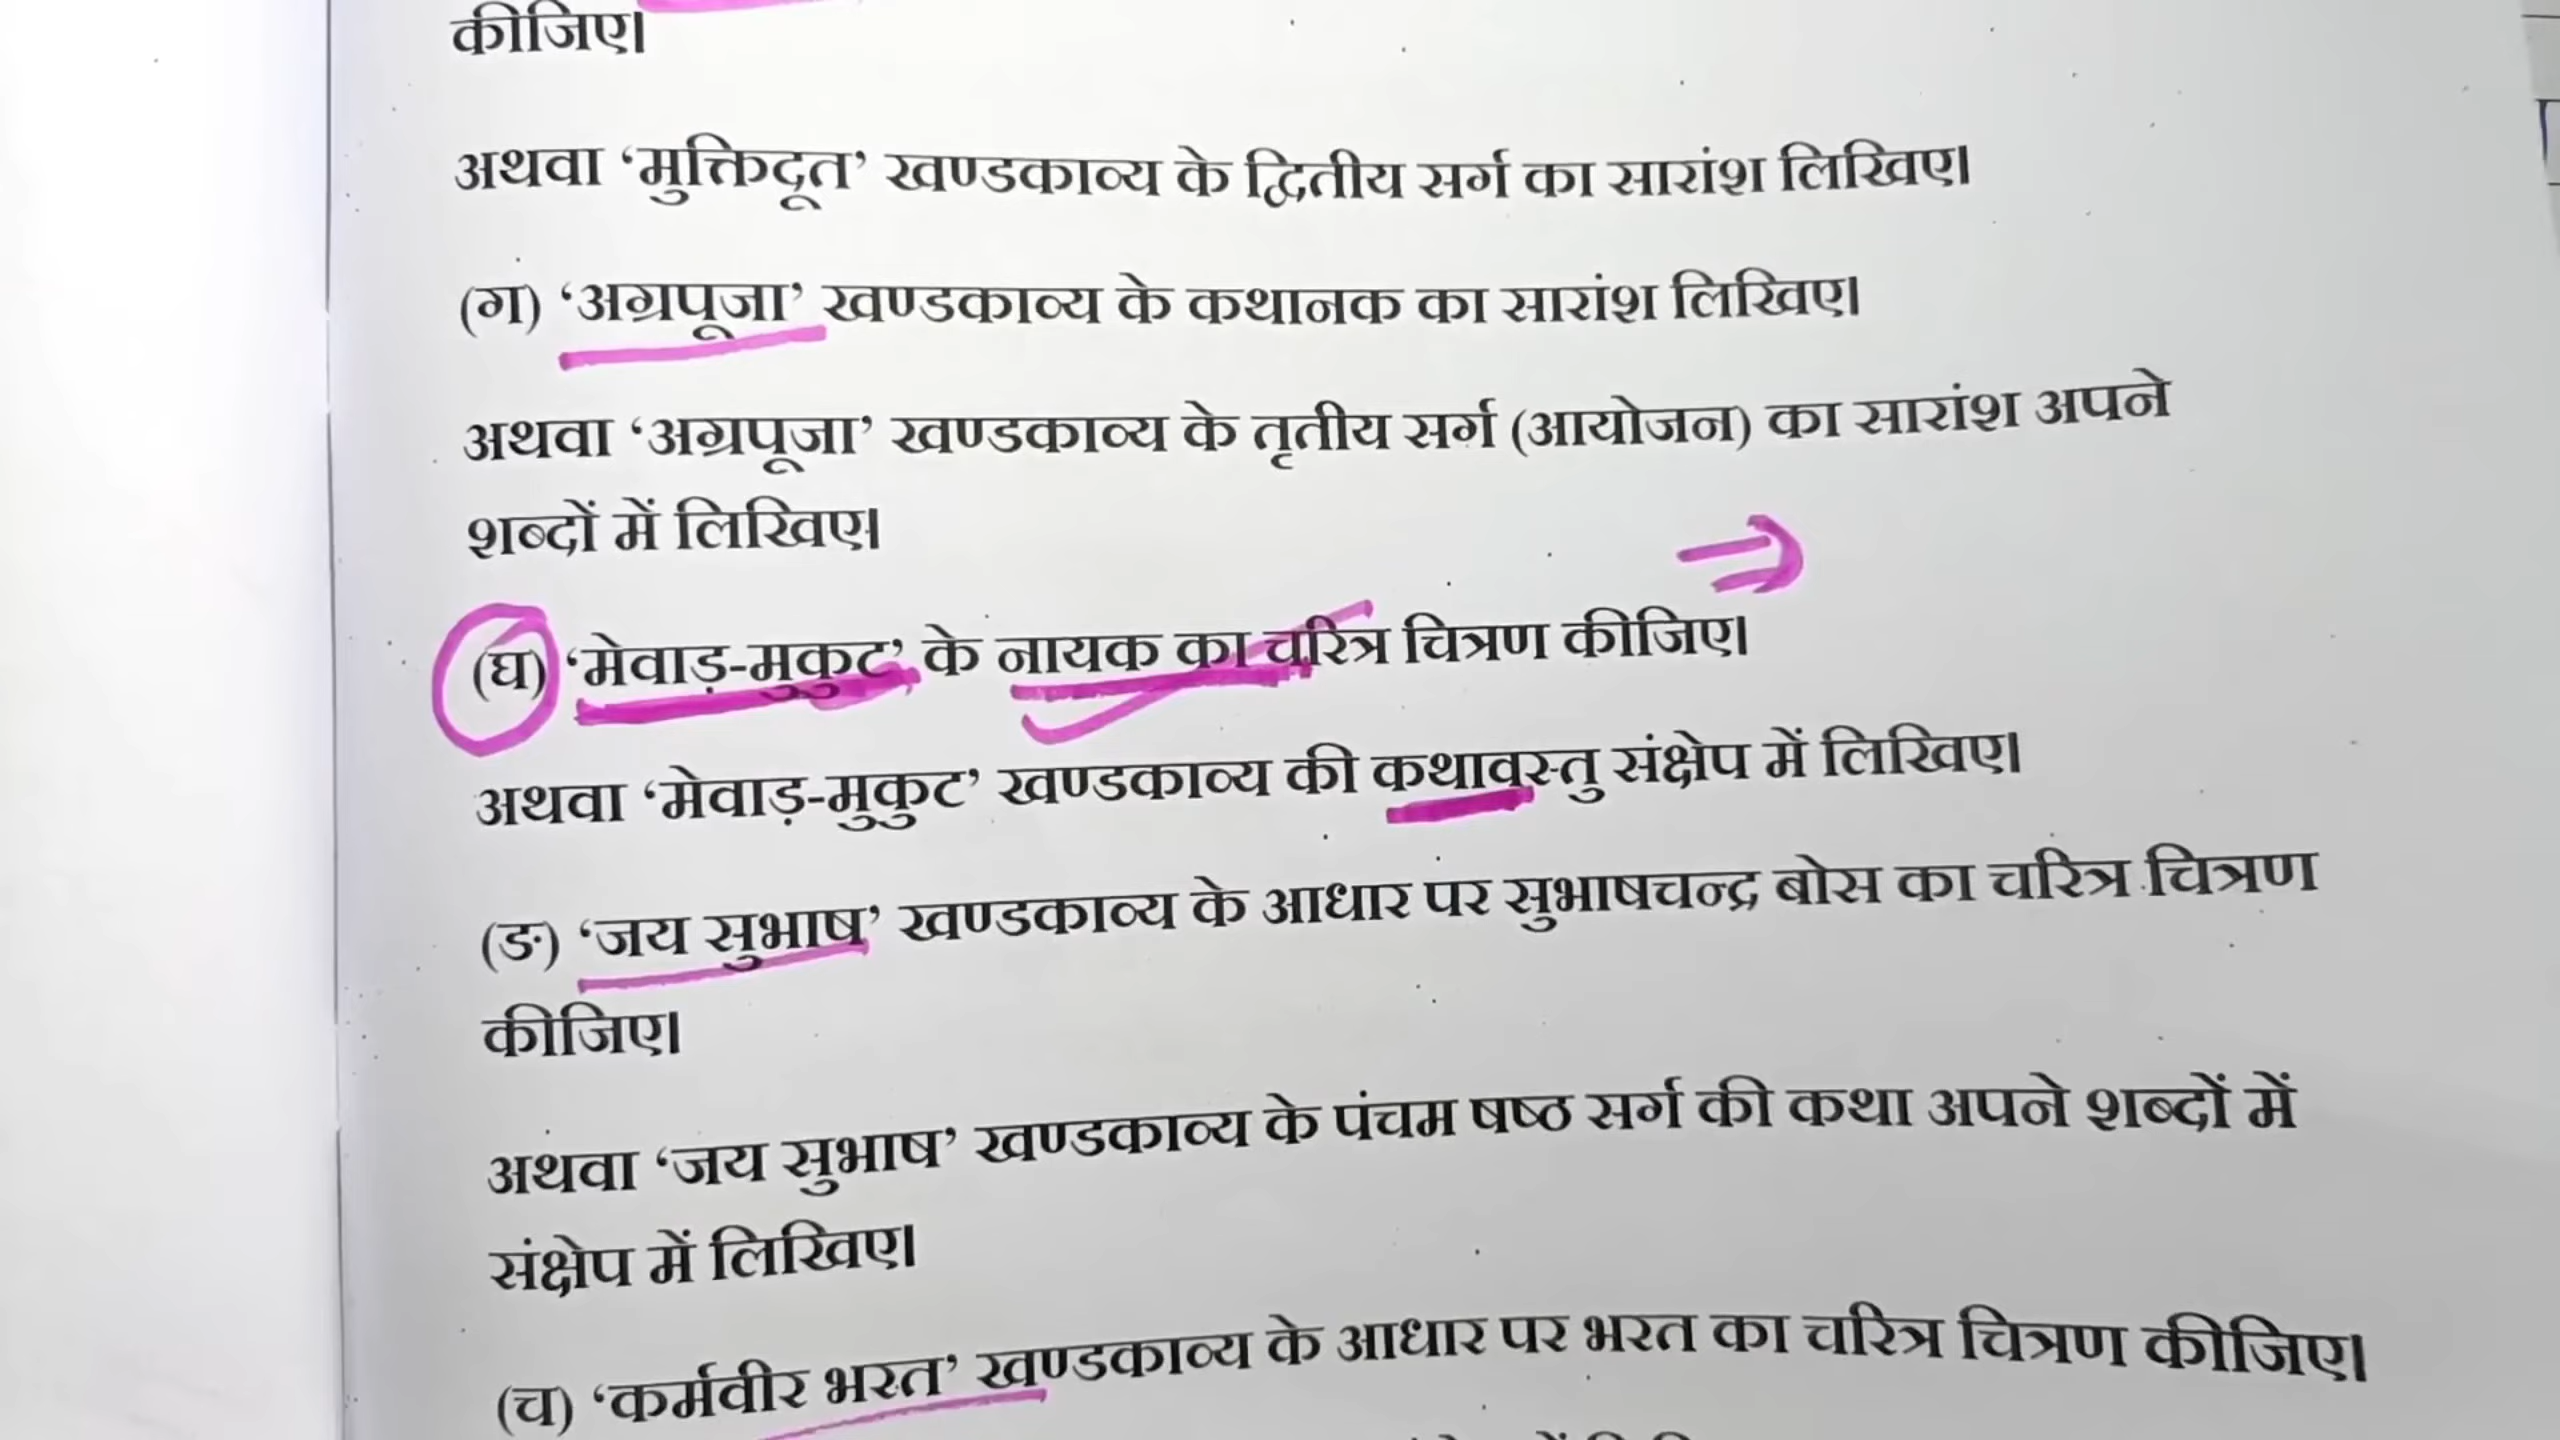 कीजिए।
अथवा ‘मुक्तिदूत’ खण्डकाव्य के द्वितीय सर्ग का सारांश लिखिए।
(ग) ‘अग्रपूजा’ खण्डकाव्य के कथानक का सारांश लिखिए।
अथवा ‘अग्रपूजा’ खण्डकाव्य के तृतीय सर्ग (आयोजन) का सारांश अपने
शब्दों में लिखिए।
(घ) ‘मेवाड़-मुकुट’ के नायक का चरित्र चित्रण कीजिए।
अथवा ‘मेवाड़-मुकुट’ खण्डकाव्य की कथावस्तु संक्षेप में लिखिए।
(ङ) ‘जय सुभाष’ खण्डकाव्य के आधार पर सुभाषचन्द्र बोस का चरित्र चित्रण
कीजिए।
अथवा ‘जय सुभाष’ खण्डकाव्य के पंचम षष्ठ सर्ग की कथा अपने शब्दों में
संक्षेप में लिखिए।
(च) ‘कर्मवीर भरत’ खण्डकाव्य के आधार पर भरत का चरित्र चित्रण कीजिए।